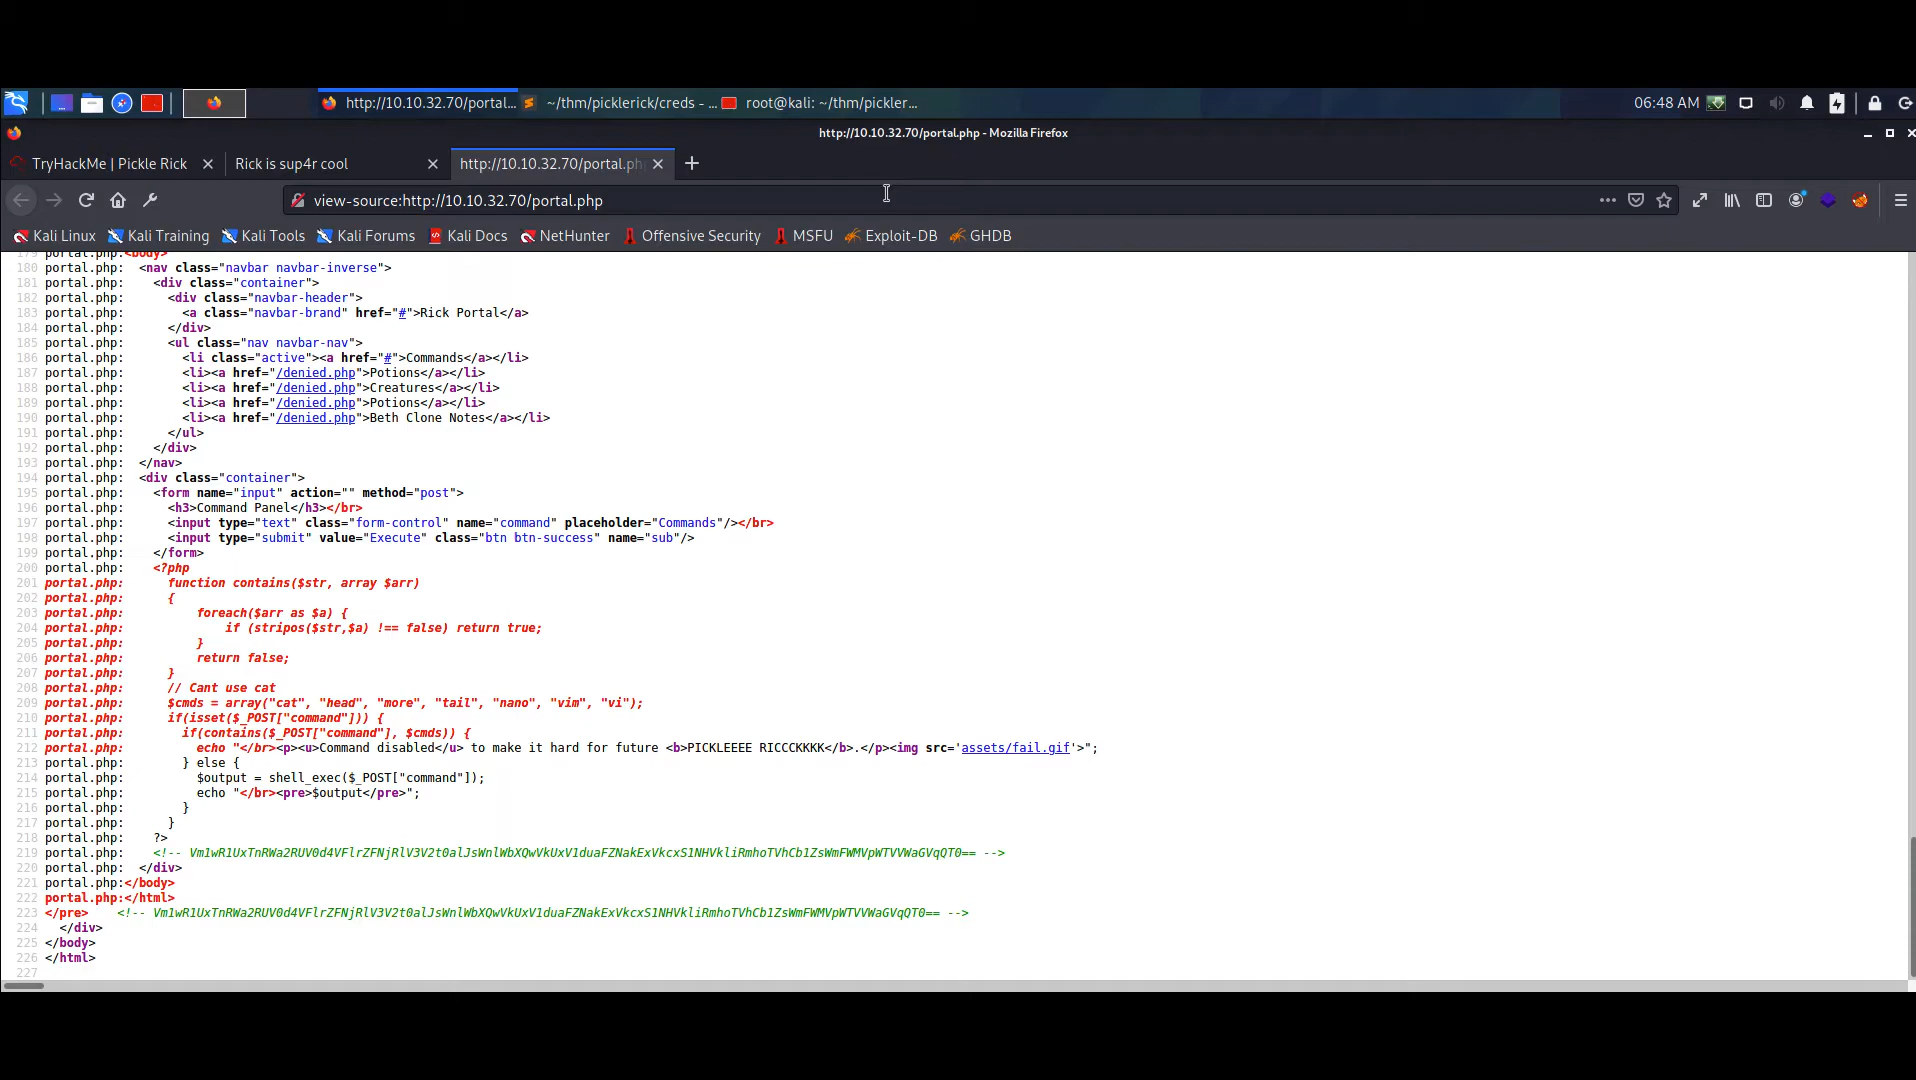 http://10.10.32.70/portal... ~/thm/picklerick/creds - ... root@kali: ~/thm/pickler... 06:48 AM
http://10.10.32.70/portal.php - Mozilla Firefox
TryHackMe | Pickle Rick Rick is sup4r cool http://10.10.32.70/portal.ph
view-source:http://10.10.32.70/portal.php
Kali Linux Kali Training Kali Tools Kali Forums Kali Docs NetHunter Offensive Security MSFU Exploit-DB GHDB
179 portal.php:<body>
180 portal.php:  <nav class="navbar navbar-inverse">
181 portal.php:    <div class="container">
182 portal.php:      <div class="navbar-header">
183 portal.php:        <a class="navbar-brand" href="#">Rick Portal</a>
184 portal.php:      </div>
185 portal.php:      <ul class="nav navbar-nav">
186 portal.php:        <li class="active"><a href="#">Commands</a></li>
187 portal.php:        <li><a href="/denied.php">Potions</a></li>
188 portal.php:        <li><a href="/denied.php">Creatures</a></li>
189 portal.php:        <li><a href="/denied.php">Potions</a></li>
190 portal.php:        <li><a href="/denied.php">Beth Clone Notes</a></li>
191 portal.php:      </ul>
192 portal.php:    </div>
193 portal.php:  </nav>
194 portal.php:  <div class="container">
195 portal.php:    <form name="input" action="" method="post">
196 portal.php:      <h3>Command Panel</h3></br>
197 portal.php:      <input type="text" class="form-control" name="command" placeholder="Commands"/></br>
198 portal.php:      <input type="submit" value="Execute" class="btn btn-success" name="sub"/>
199 portal.php:    </form>
200 portal.php:    <?php
201 portal.php:      function contains($str, array $arr)
202 portal.php:      {
203 portal.php:          foreach($arr as $a) {
204 portal.php:              if (stripos($str,$a) !== false) return true;
205 portal.php:          }
206 portal.php:          return false;
207 portal.php:      }
208 portal.php:      // Cant use cat
209 portal.php:      $cmds = array("cat", "head", "more", "tail", "nano", "vim", "vi");
210 portal.php:      if(isset($_POST["command"])) {
211 portal.php:        if(contains($_POST["command"], $cmds)) {
212 portal.php:          echo "</br><p><u>Command disabled</u> to make it hard for future <b>PICKLEEEE RICCCKKKK</b>.</p><img src='assets/fail.gif'>";
213 portal.php:        } else {
214 portal.php:          $output = shell_exec($_POST["command"]);
215 portal.php:          echo "</br><pre>$output</pre>";
216 portal.php:        }
217 portal.php:      }
218 portal.php:    ?>
219 portal.php:    <!-- Vm1wR1UxTnRWa2RUV0d4VFlrZFNjRlV3V2t0alJsWnlWbXQwVkUxV1duaFZNakExVkcxS1NHVkliRmhoTVhCb1ZsWmFWMVpWTVVWaGVqQT0== -->
220 portal.php:  </div>
221 portal.php:</body>
222 portal.php:</html>
223 </pre>    <!-- Vm1wR1UxTnRWa2RUV0d4VFlrZFNjRlV3V2t0alJsWnlWbXQwVkUxV1duaFZNakExVkcxS1NHVkliRmhoTVhCb1ZsWmFWMVpWTVVWaGVqQT0== -->
224   </div>
225 </body>
226 </html>
227